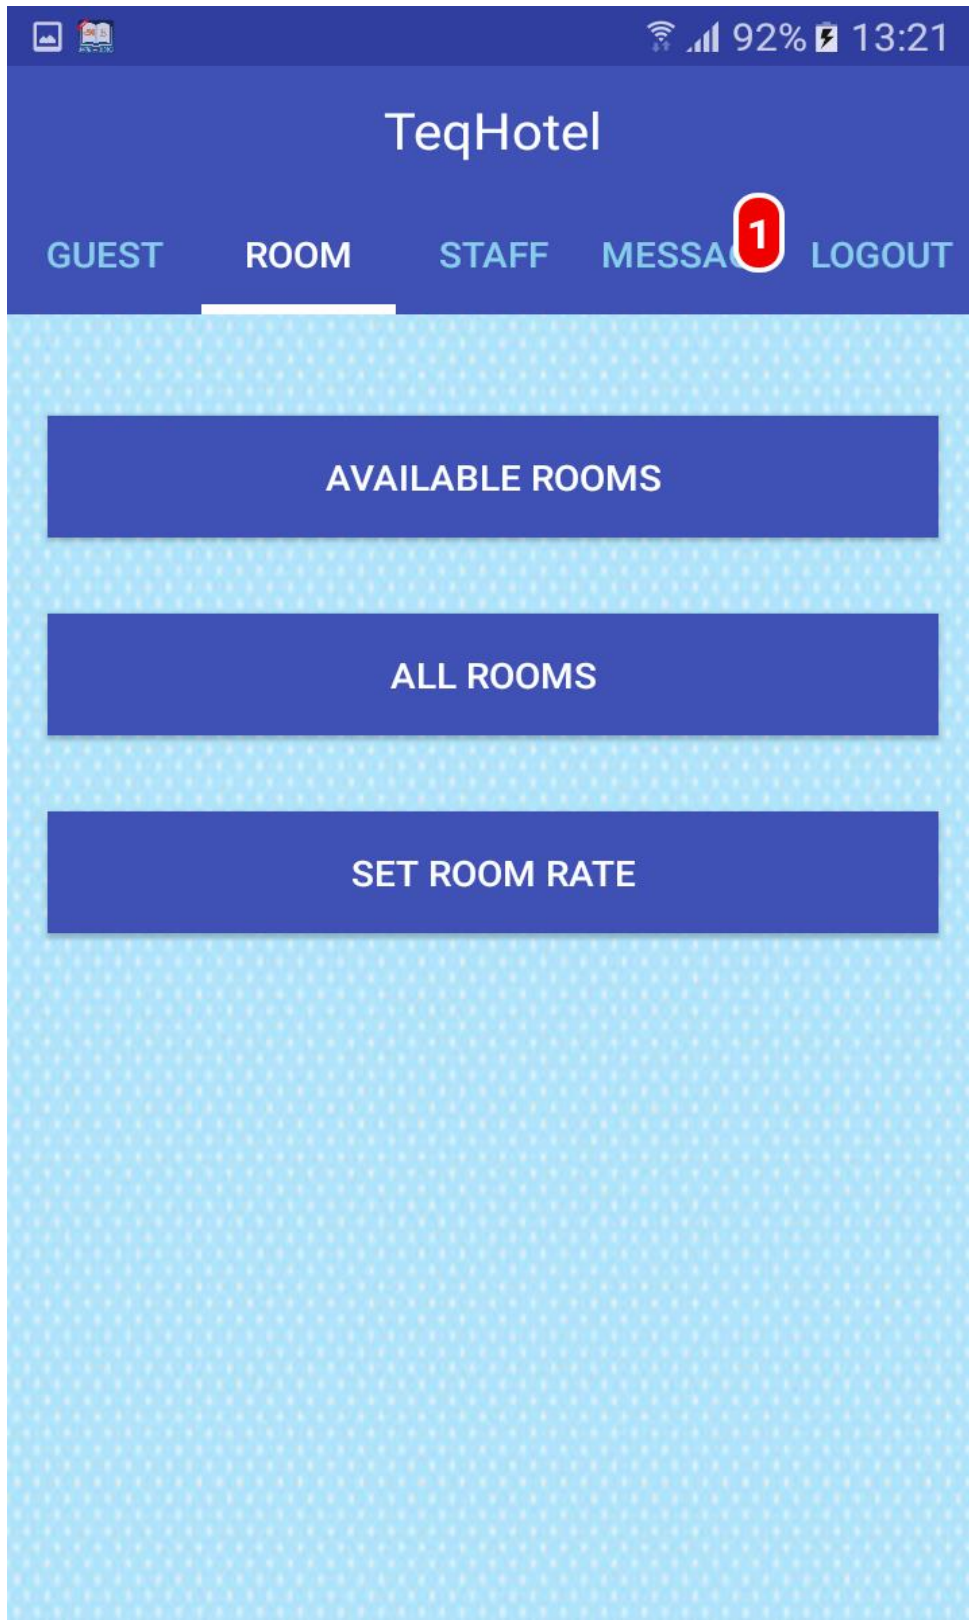 92% 13:21
TeqHotel
GUEST ROOM STAFF MESSA 1 LOGOUT
AVAILABLE ROOMS
ALL ROOMS
SET ROOM RATE